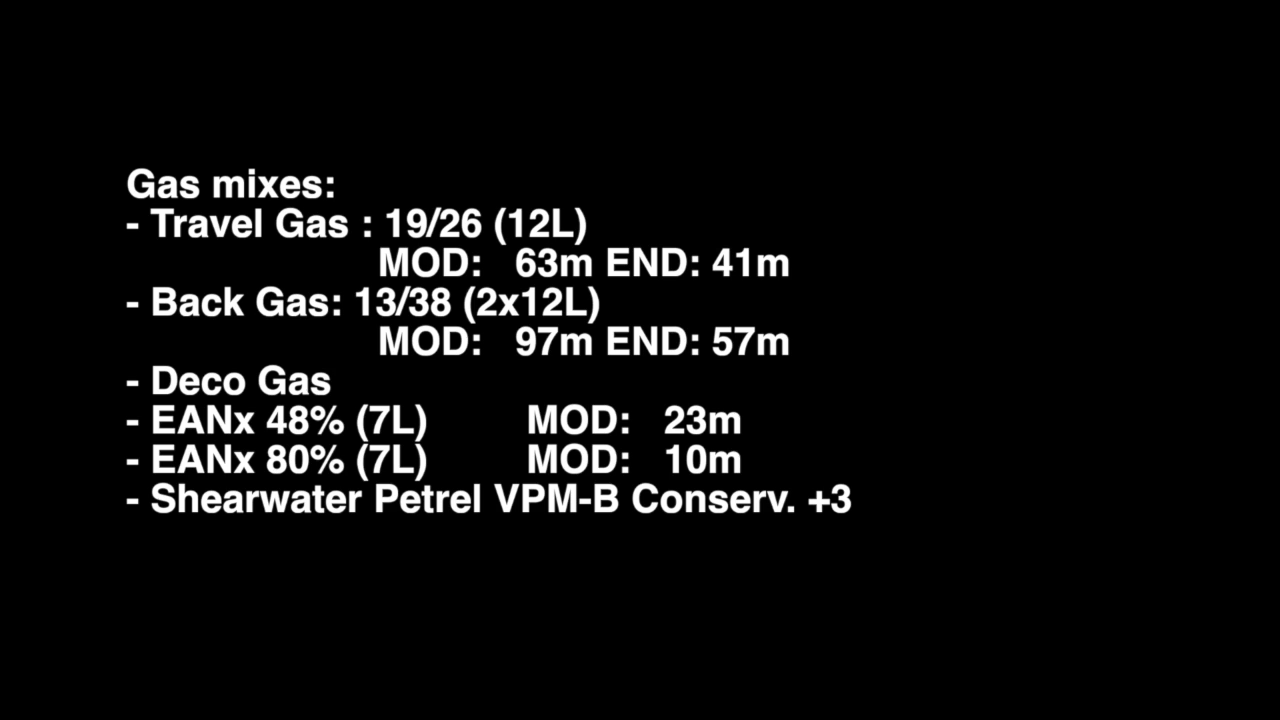 Gas mixes:
- Travel Gas : 19/26 (12L)
MOD: 63m END: 41m
- Back Gas: 13/38 (2x12L)
MOD: 97m END: 57m
- Deco Gas
- EANx 48% (7L) MOD: 23m
- EANx 80% (7L) MOD: 10m
- Shearwater Petrel VPM-B Conserv. +3